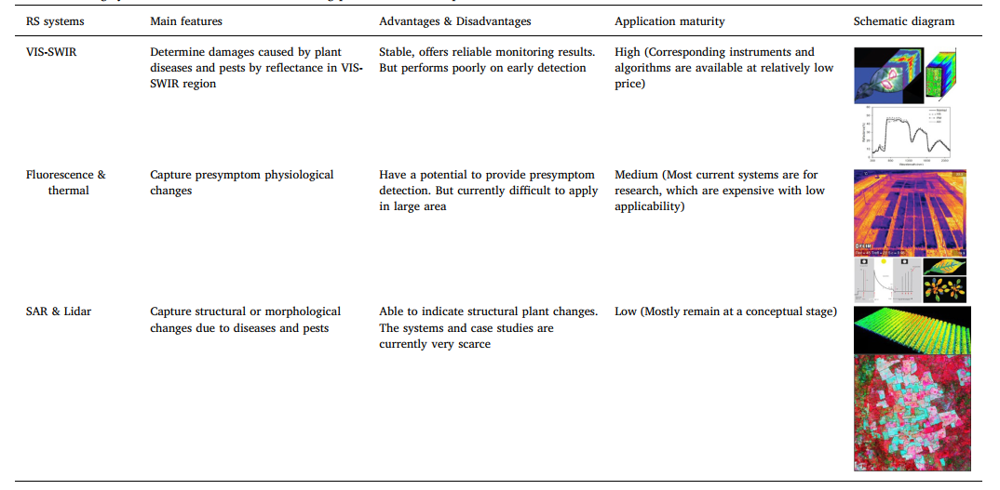 RS systems Main features Advantages & Disadvantages Application maturity Schematic diagram
VIS-SWIR Determine damages caused by plant Stable, offers reliable monitoring results. High (Corresponding instruments and
diseases and pests by reflectance in VIS- But performs poorly on early detection algorithms are available at relatively low
SWIR region price)
Fluorescence & Capture presymptom physiological Have a potential to provide presymptom Medium (Most current systems are for
thermal changes detection. But currently difficult to apply research, which are expensive with low
in large area applicability)
SAR & Lidar Capture structural or morphological Able to indicate structural plant changes. Low (Mostly remain at a conceptual stage)
changes due to diseases and pests The systems and case studies are
currently very scarce